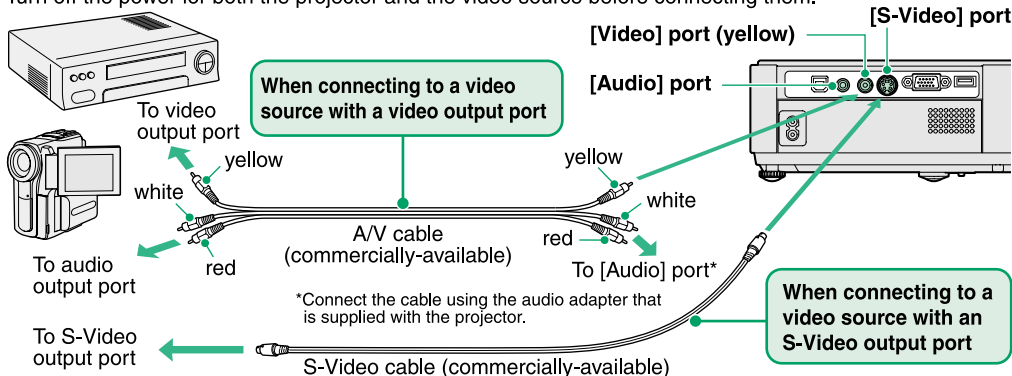 Turn off the power for both the projector and the video source before connecting them.
[S-Video] port
[Video] port (yellow)
[Audio] port
When connecting to a video
source with a video output port
To video
output port
yellow
white
red
To audio
output port
A/V cable
(commercially-available)
yellow
white
red
To [Audio] port*
*Connect the cable using the audio adapter that
is supplied with the projector.
When connecting to a
video source with an
S-Video output port
To S-Video
output port
S-Video cable (commercially-available)